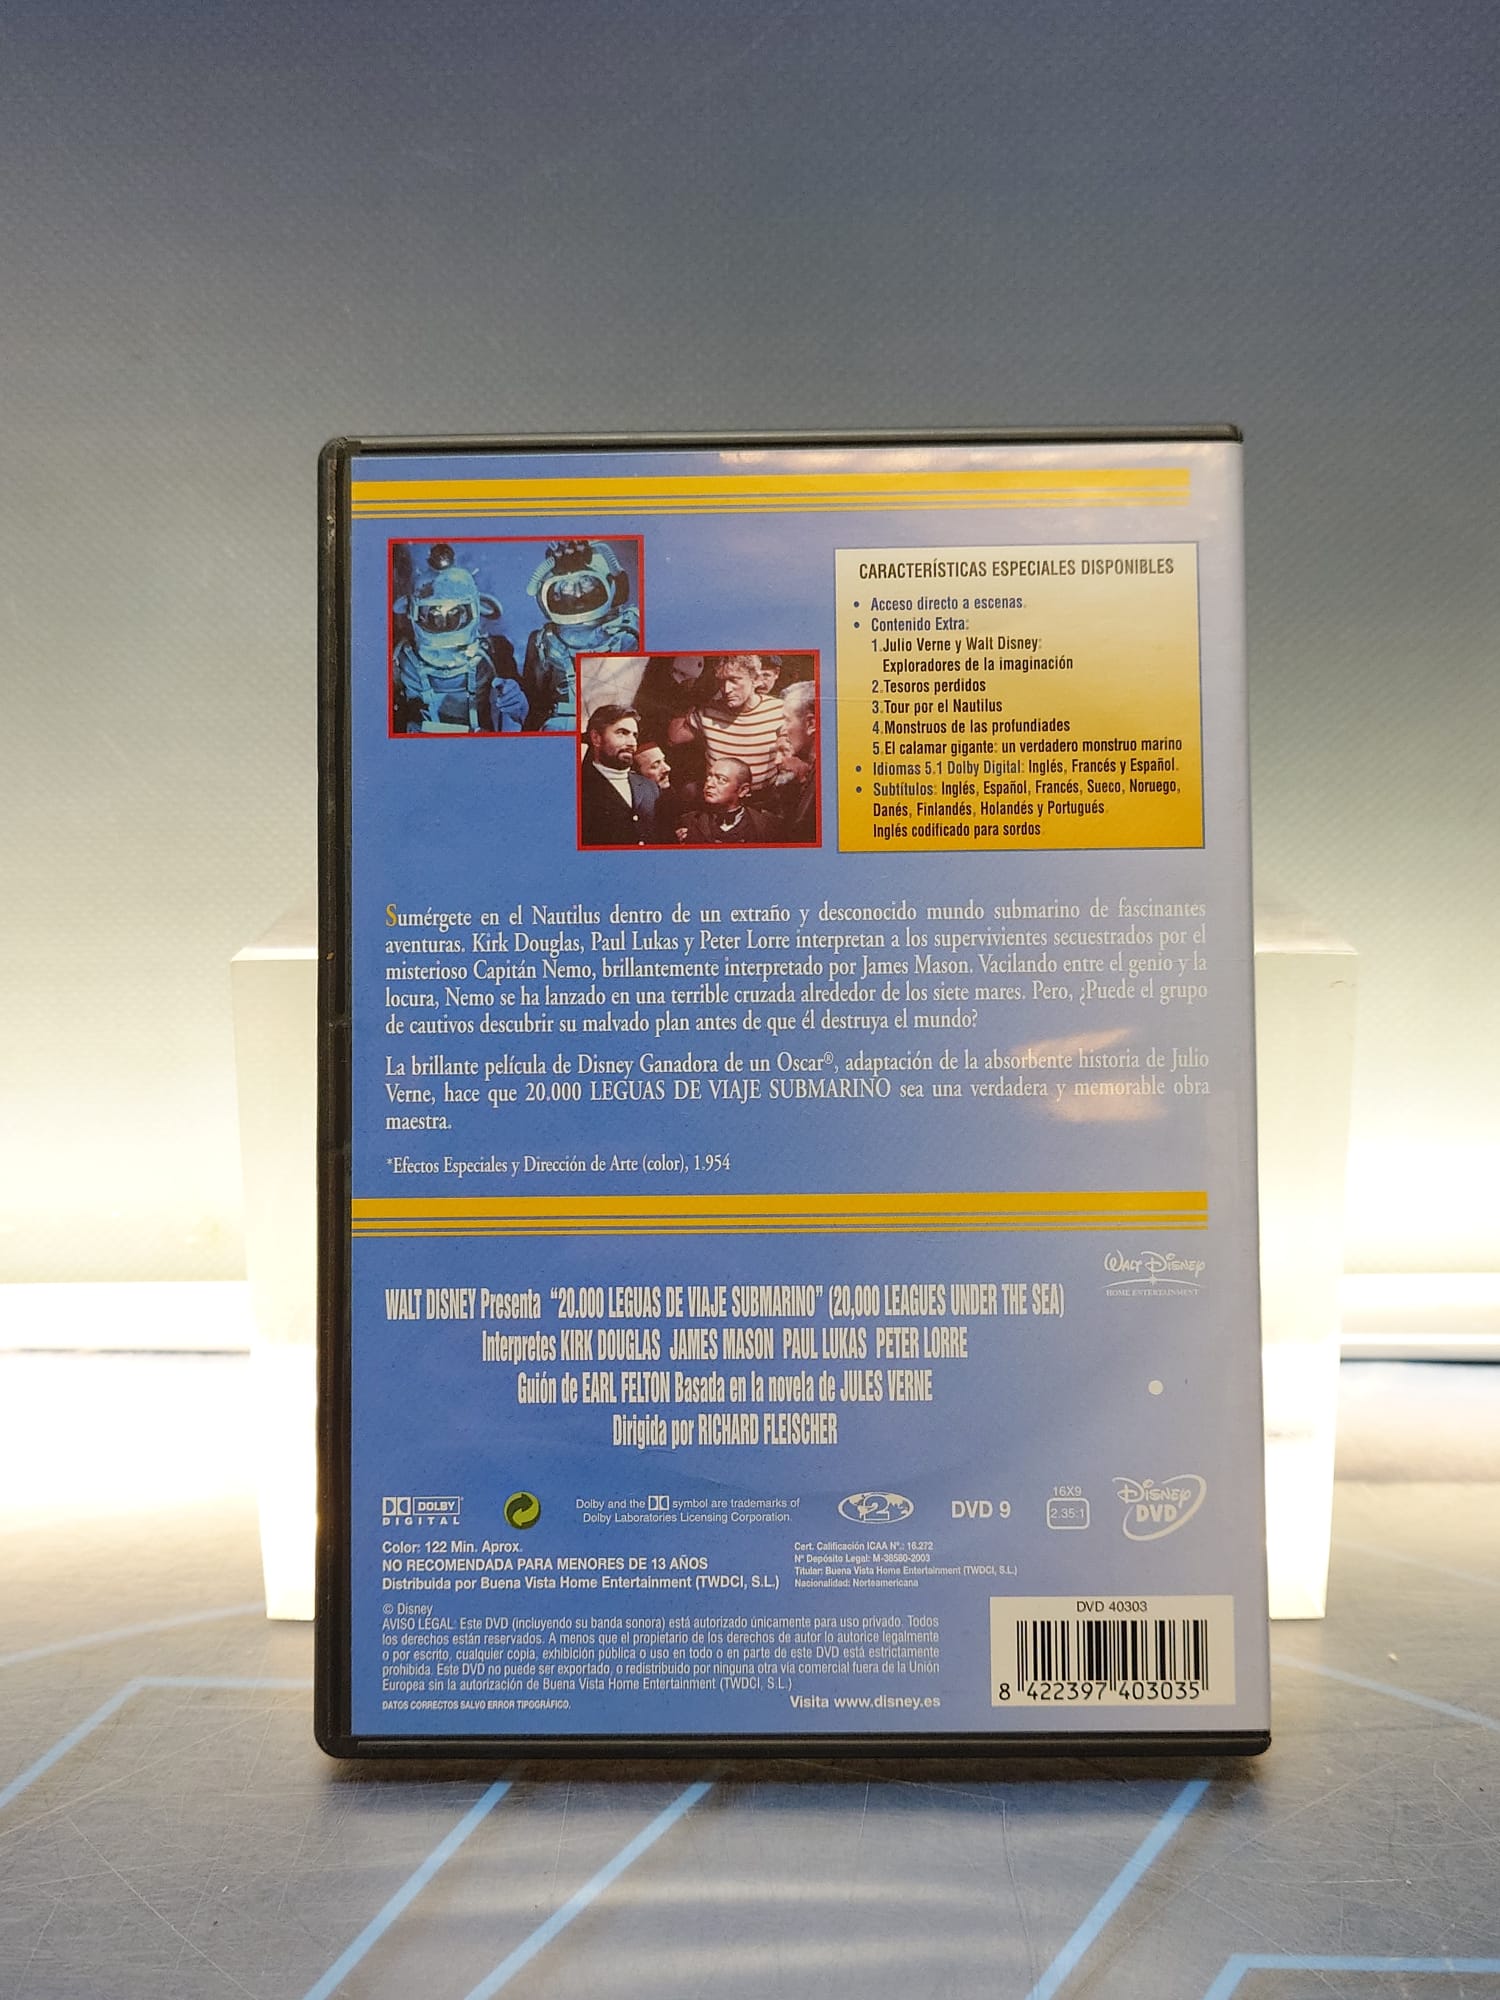 CARACTERÍSTICAS ESPECIALES DISPONIBLES
• Acceso directo a escenas.
• Contenido Extra:
1.Julio Verne y Walt Disney:
Exploradores de la imaginación
2.Tesoros perdidos
3.Tour por el Nautilus
4.Monstruos de las profundiades
5.El calamar gigante: un verdadero monstruo marino
• Idiomas 5.1 Dolby Digital: Inglés, Francés y Español.
• Subtítulos: Inglés, Español, Francés, Sueco, Noruego,
Danés, Finlandés, Holandés y Portugués.
Inglés codificado para sordos.
Sumérgete en el Nautilus dentro de un extraño y desconocido mundo submarino de fascinantes
aventuras. Kirk Douglas, Paul Lukas y Peter Lorre interpretan a los supervivientes secuestrados por el
misterioso Capitán Nemo, brillantemente interpretado por James Mason. Vacilando entre el genio y la
locura, Nemo se ha lanzado en una terrible cruzada alrededor de los siete mares. Pero, ¿Puede el grupo
de cautivos descubrir su malvado plan antes de que él destruya el mundo?
La brillante película de Disney Ganadora de un Oscar®, adaptación de la absorbente historia de Julio
Verne, hace que 20.000 LEGUAS DE VIAJE SUBMARINO sea una verdadera y memorable obra
maestra.
*Efectos Especiales y Dirección de Arte (color), 1.954
WALT DISNEY
HOME ENTERTAINMENT
WALT DISNEY Presenta "20.000 LEGUAS DE VIAJE SUBMARINO" (20,000 LEAGUES UNDER THE SEA)
Interpretes KIRK DOUGLAS JAMES MASON PAUL LUKAS PETER LORRE
Guión de EARL FELTON Basada en la novela de JULES VERNE
Dirigida por RICHARD FLEISCHER
DOLBY
DIGITAL
Dolby and the DD symbol are trademarks of
Dolby Laboratories Licensing Corporation.
2
DVD 9
16X9
2.35:1
DISNEY
DVD
Color: 122 Min. Aprox.
NO RECOMENDADA PARA MENORES DE 13 AÑOS
Distribuida por Buena Vista Home Entertainment (TWDCI, S.L.)
Cert. Calificación ICAA Nº.: 16.272
Nº Depósito Legal: M-36580-2003
Titular: Buena Vista Home Entertainment (TWDCI, S.L.)
Nacionalidad: Norteamericana
© Disney
AVISO LEGAL: Este DVD (incluyendo su banda sonora) está autorizado únicamente para uso privado. Todos
los derechos están reservados. A menos que el propietario de los derechos de autor lo autorice legalmente
o por escrito, cualquier copia, exhibición pública o uso en todo o en parte de este DVD está estrictamente
prohibida. Este DVD no puede ser exportado, o redistribuido por ninguna otra vía comercial fuera de la Unión
Europea sin la autorización de Buena Vista Home Entertainment (TWDCI, S.L.)
DATOS CORRECTOS SALVO ERROR TIPOGRÁFICO.
Visita www.disney.es
DVD 40303
8 422397 403035